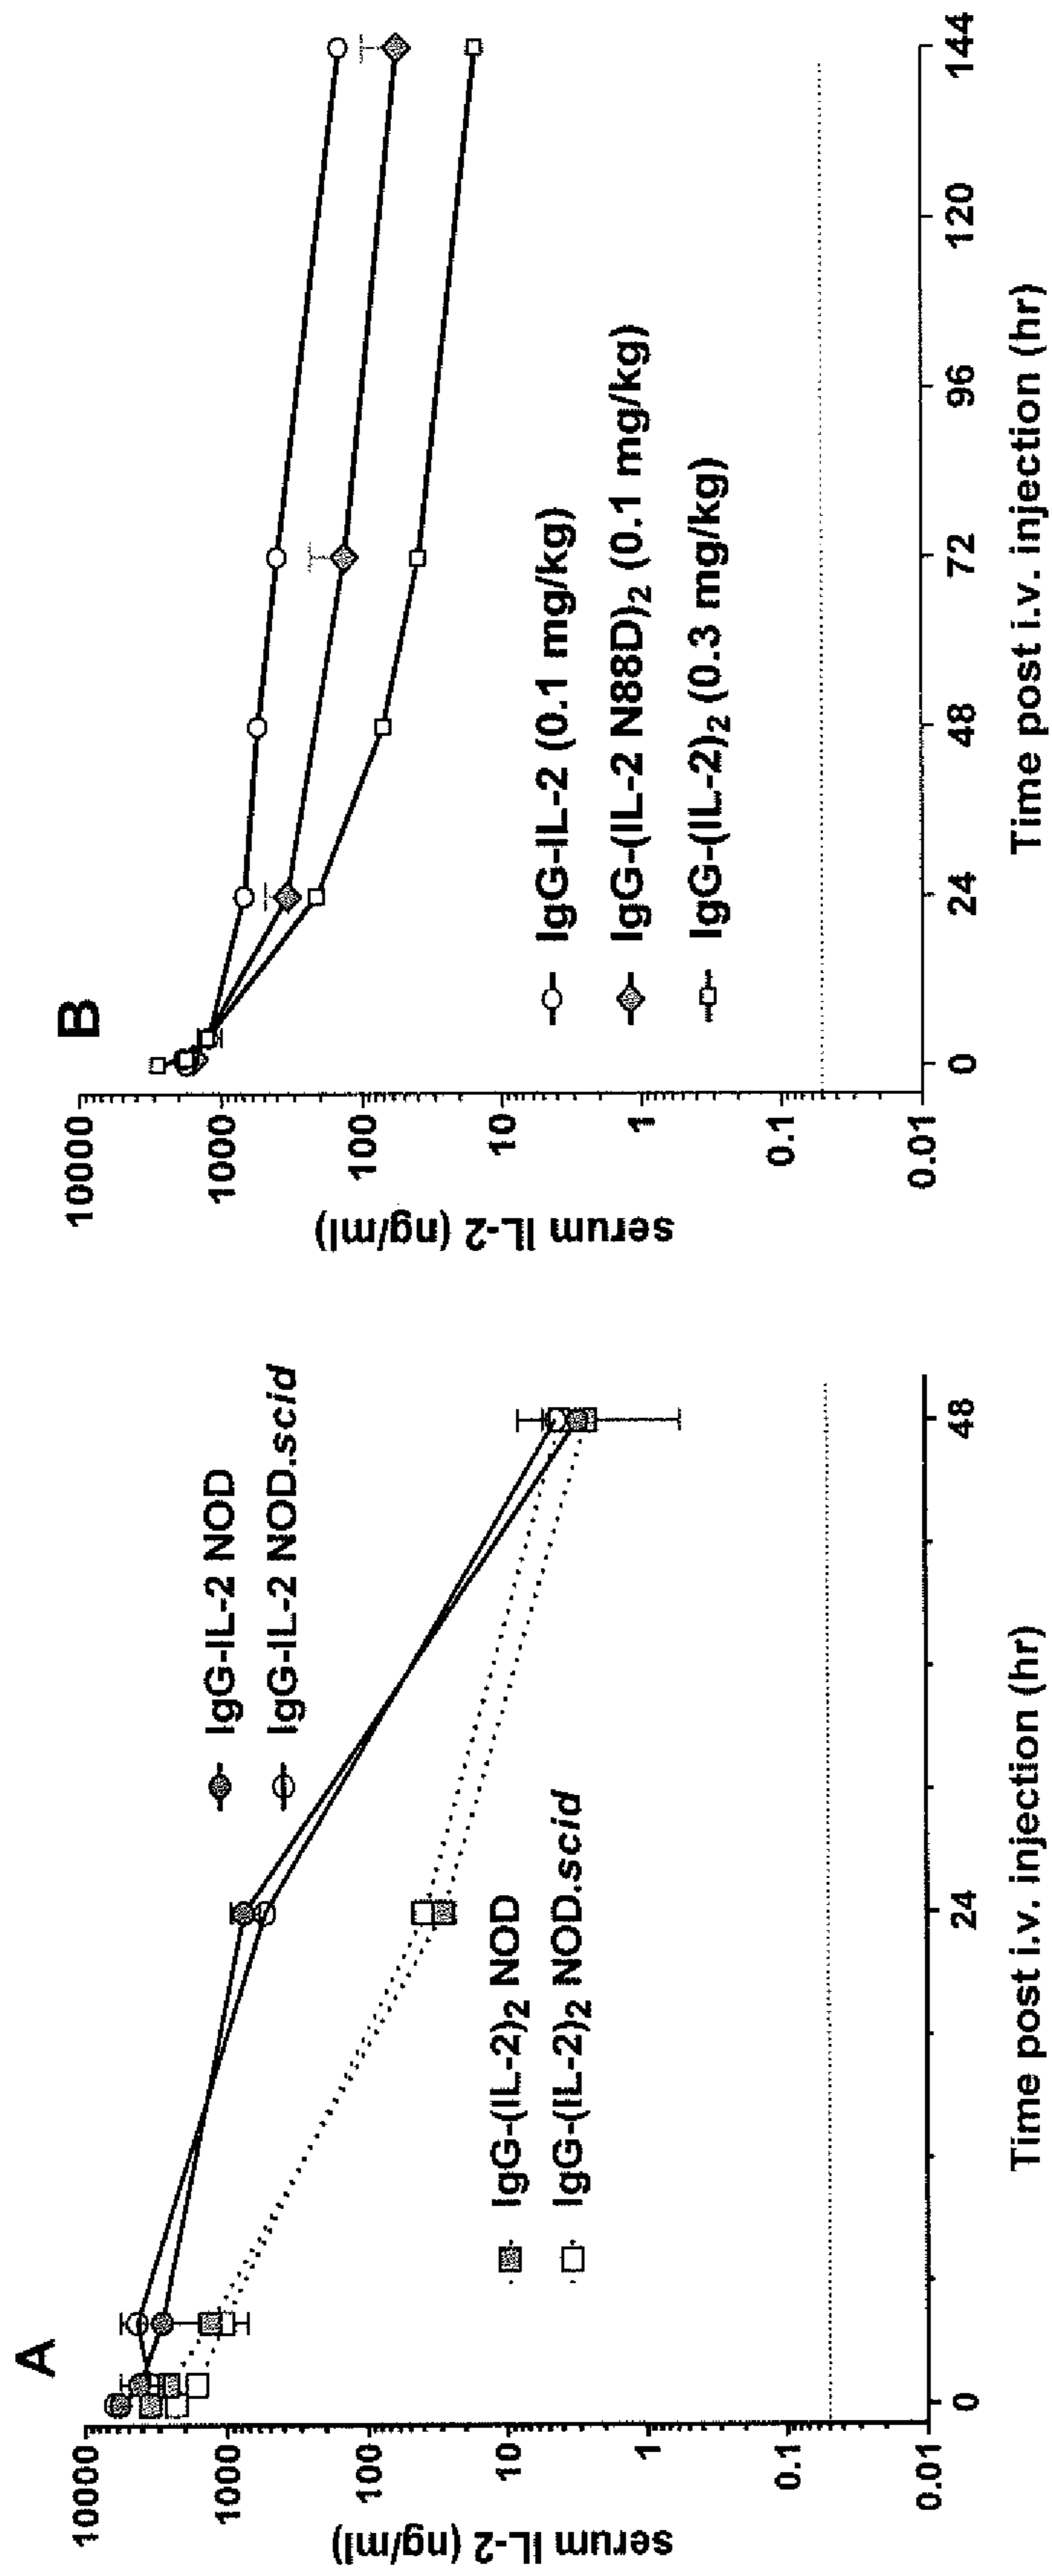 A
10000
1000
100
10
1
0.1
0.01
serum IL-2 (ng/ml)
IgG-IL-2 NOD
IgG-IL-2 NOD.scid
IgG-(IL-2)2 NOD
IgG-(IL-2)2 NOD.scid
0 24 48
Time post i.v. injection (hr)
B
10000
1000
100
10
1
0.1
0.01
serum IL-2 (ng/ml)
IgG-IL-2 (0.1 mg/kg)
IgG-(IL-2 N88D)2 (0.1 mg/kg)
IgG-(IL-2)2 (0.3 mg/kg)
0 24 48 72 96 120 144
Time post i.v. injection (hr)